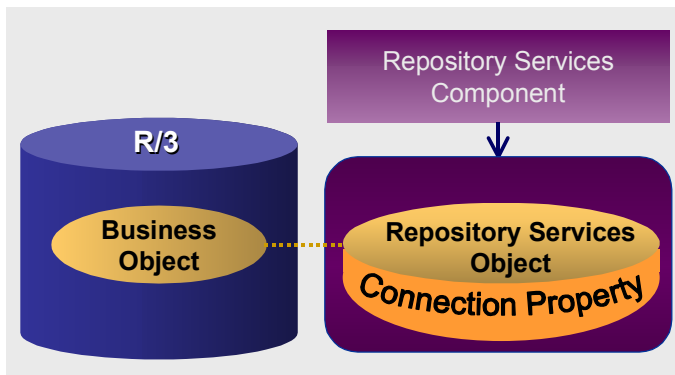 Repository Services
Component
R/3
Business
Object
Repository Services
Object
Connection Property